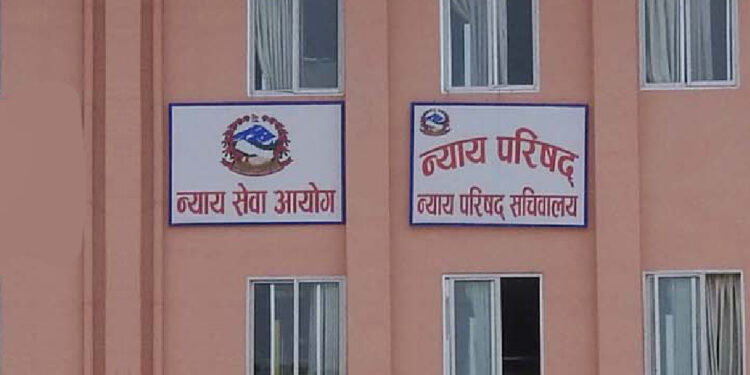 न्याय सेवा आयोग
न्याय परिषद्
न्याय परिषद् सचिवालय